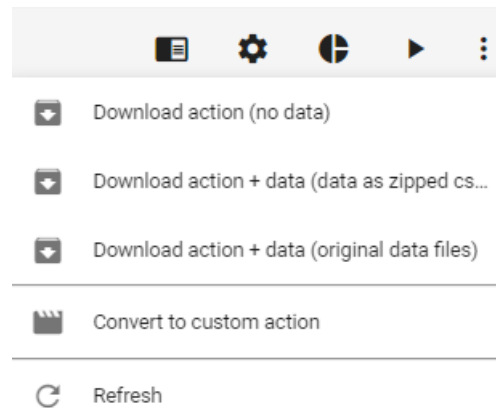 Download action (no data)
Download action + data (data as zipped cs...
Download action + data (original data files)
Convert to custom action
Refresh